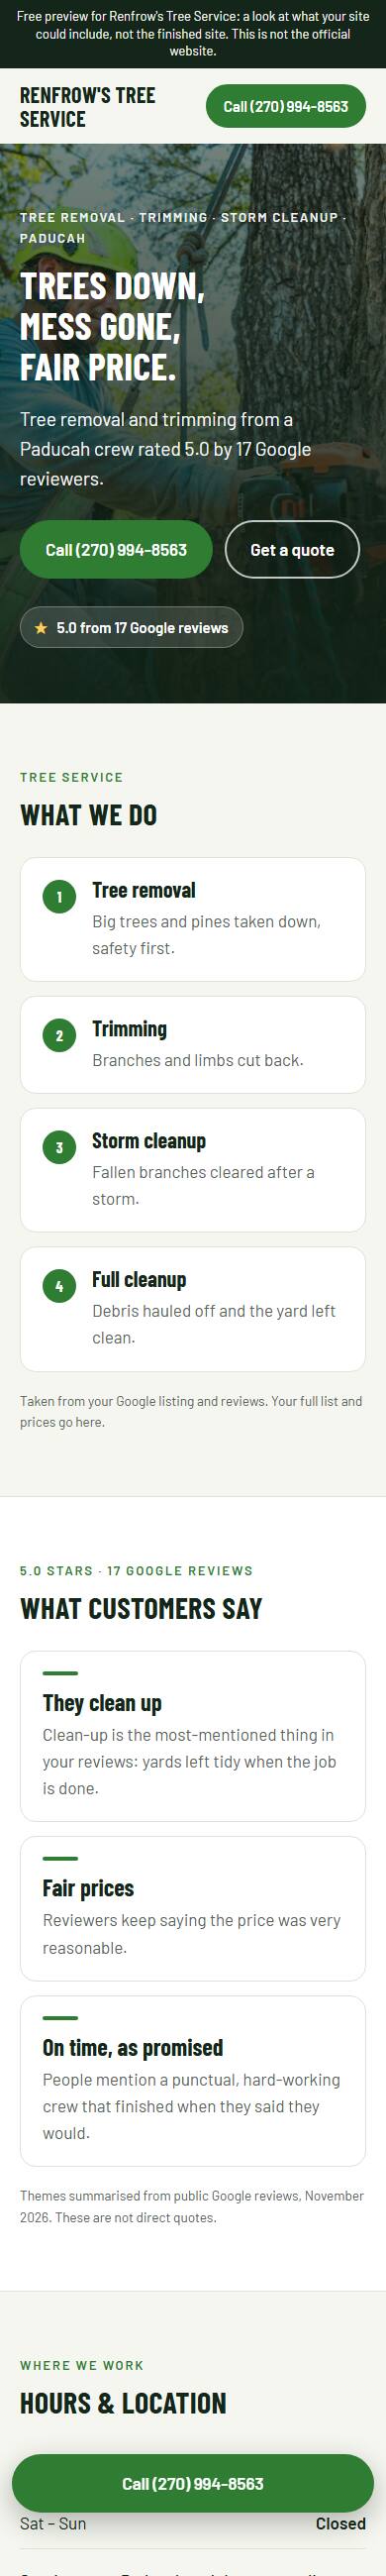 Free preview for Renfrow's Tree Service: a look at what your site
could include, not the finished site. This is not the official
website.
RENFROW'S TREE
SERVICE
Call (270) 994-8563
TREE REMOVAL · TRIMMING · STORM CLEANUP ·
PADUCAH
TREES DOWN,
MESS GONE,
FAIR PRICE.
Tree removal and trimming from a
Paducah crew rated 5.0 by 17 Google
reviewers.
Call (270) 994-8563
Get a quote
★ 5.0 from 17 Google reviews
TREE SERVICE
WHAT WE DO
1
Tree removal
Big trees and pines taken down,
safety first.
2
Trimming
Branches and limbs cut back.
3
Storm cleanup
Fallen branches cleared after a
storm.
4
Full cleanup
Debris hauled off and the yard left
clean.
Taken from your Google listing and reviews. Your full list and
prices go here.
5.0 STARS · 17 GOOGLE REVIEWS
WHAT CUSTOMERS SAY
They clean up
Clean-up is the most-mentioned thing in
your reviews: yards left tidy when the job
is done.
Fair prices
Reviewers keep saying the price was very
reasonable.
On time, as promised
People mention a punctual, hard-working
crew that finished when they said they
would.
Themes summarised from public Google reviews, November
2026. These are not direct quotes.
WHERE WE WORK
HOURS & LOCATION
Call (270) 994-8563
Sat – Sun Closed